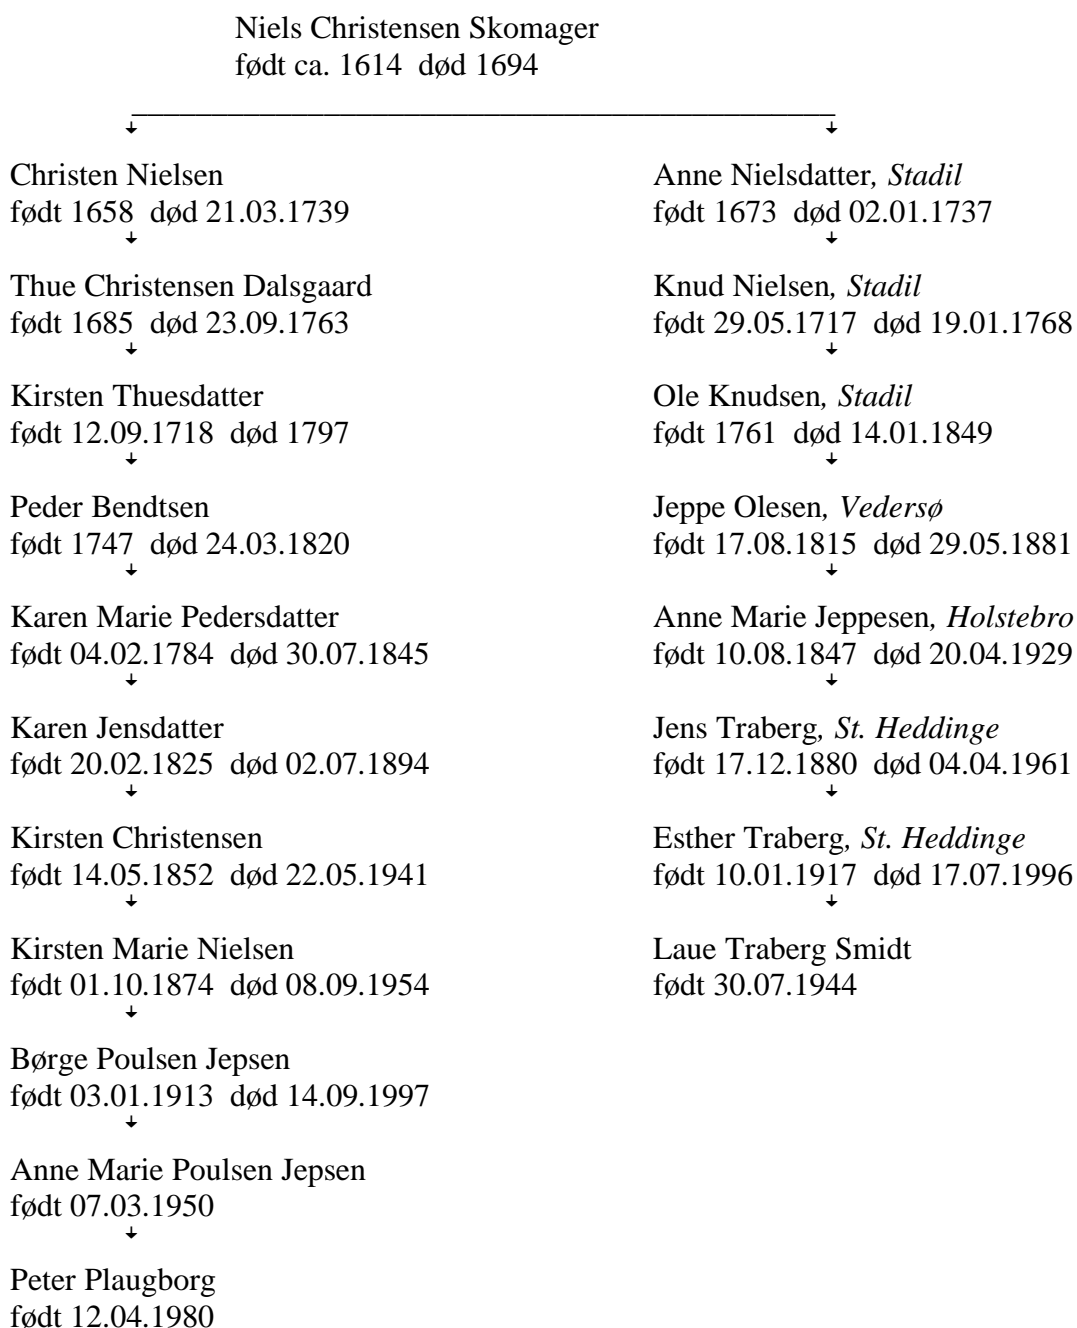 Niels Christensen Skomager
født ca. 1614  død 1694
Christen Nielsen
født 1658  død 21.03.1739
Thue Christensen Dalsgaard
født 1685  død 23.09.1763
Kirsten Thuesdatter
født 12.09.1718  død 1797
Peder Bendtsen
født 1747  død 24.03.1820
Karen Marie Pedersdatter
født 04.02.1784  død 30.07.1845
Karen Jensdatter
født 20.02.1825  død 02.07.1894
Kirsten Christensen
født 14.05.1852  død 22.05.1941
Kirsten Marie Nielsen
født 01.10.1874  død 08.09.1954
Børge Poulsen Jepsen
født 03.01.1913  død 14.09.1997
Anne Marie Poulsen Jepsen
født 07.03.1950
Peter Plaugborg
født 12.04.1980
Anne Nielsdatter, Stadil
født 1673  død 02.01.1737
Knud Nielsen, Stadil
født 29.05.1717  død 19.01.1768
Ole Knudsen, Stadil
født 1761  død 14.01.1849
Jeppe Olesen, Vedersø
født 17.08.1815  død 29.05.1881
Anne Marie Jeppesen, Holstebro
født 10.08.1847  død 20.04.1929
Jens Traberg, St. Heddinge
født 17.12.1880  død 04.04.1961
Esther Traberg, St. Heddinge
født 10.01.1917  død 17.07.1996
Laue Traberg Smidt
født 30.07.1944